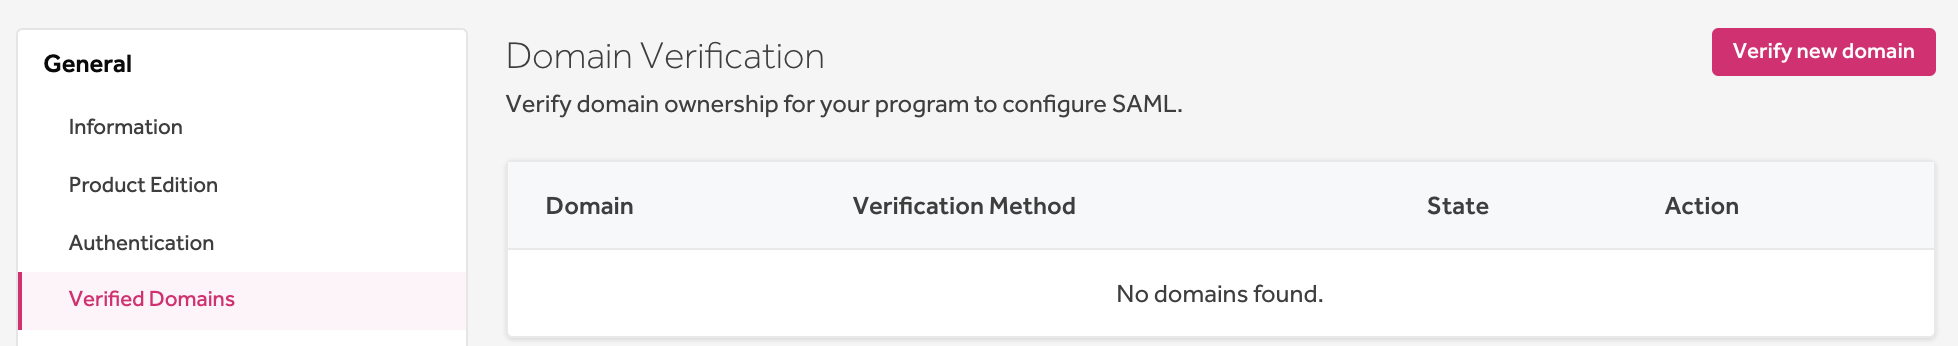 General
Information
Product Edition
Authentication
Verified Domains
Domain Verification
Verify new domain
Verify domain ownership for your program to configure SAML.
Domain Verification Method State Action
No domains found.